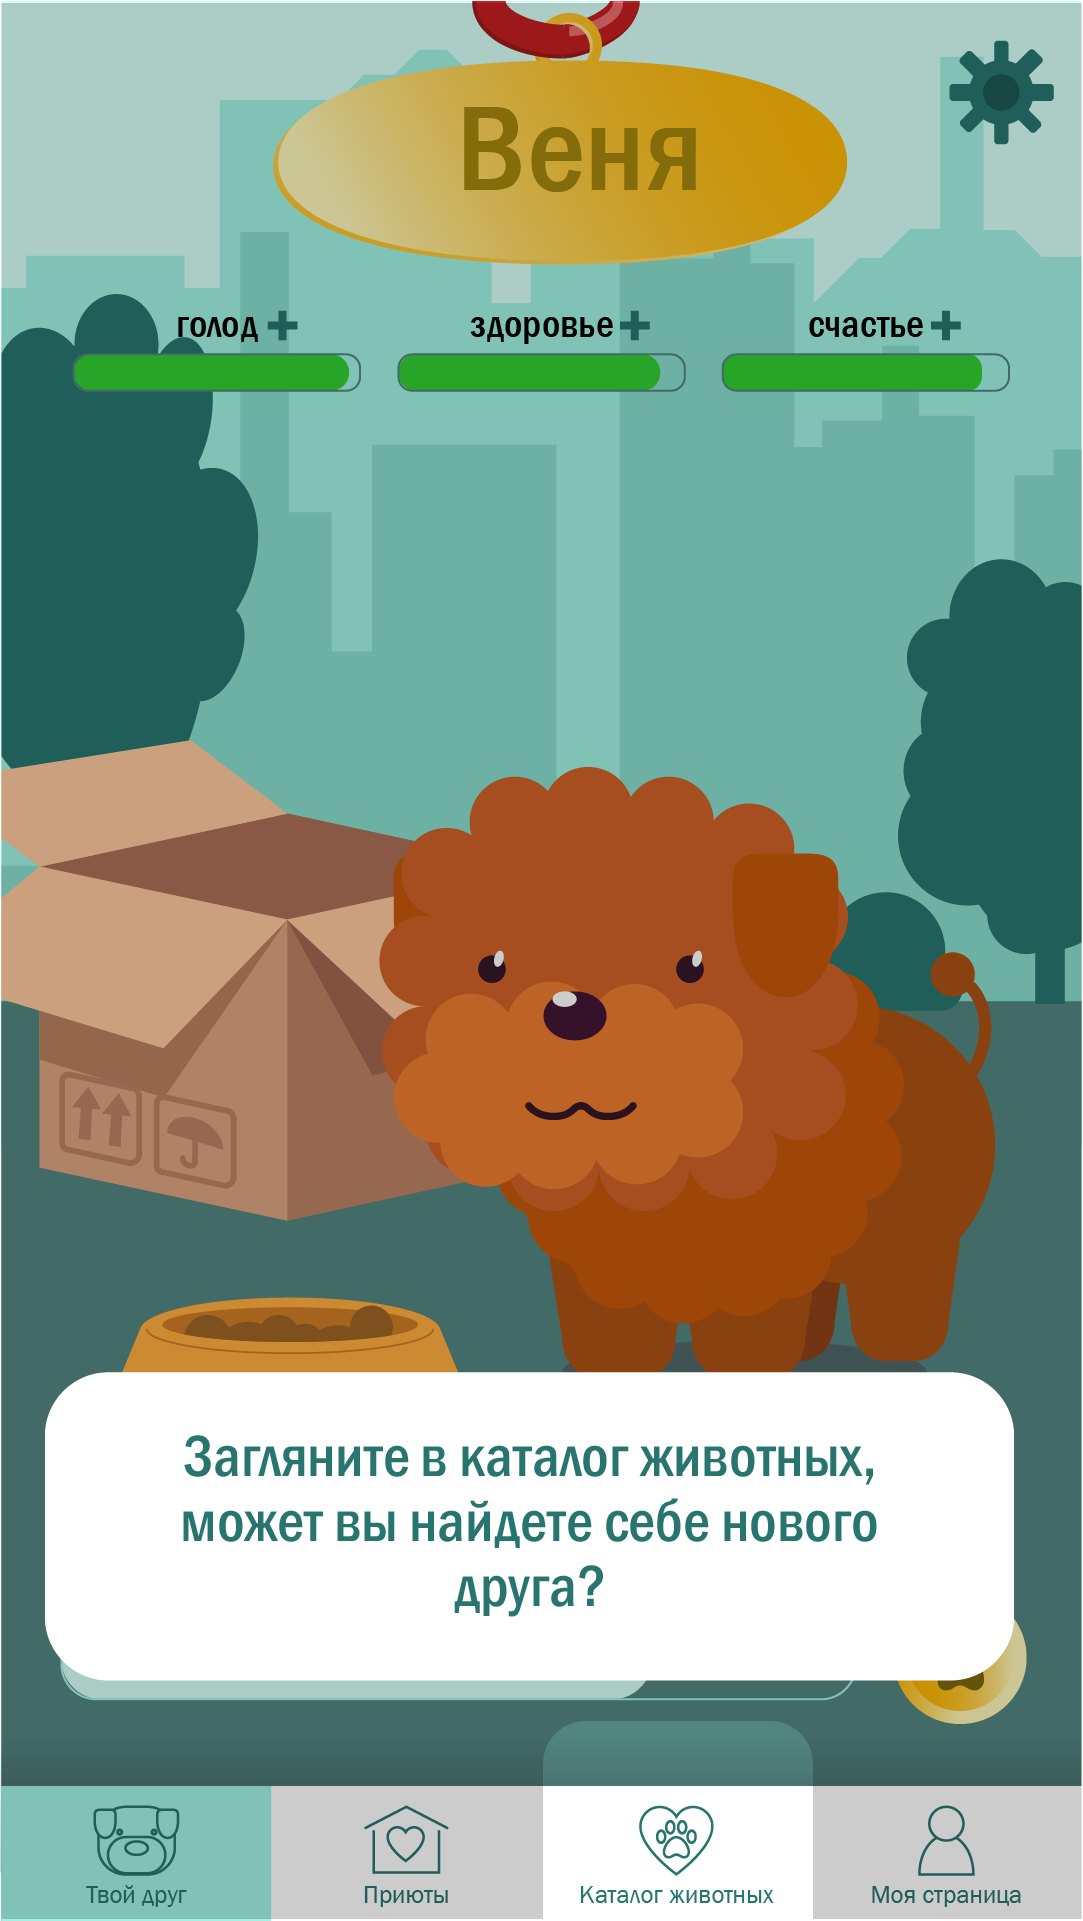 Веня
голод
здоровье
счастье
Загляните в каталог животных,
может вы найдете себе нового
друга?
Твой друг
Приюты
Каталог животных
Моя страница